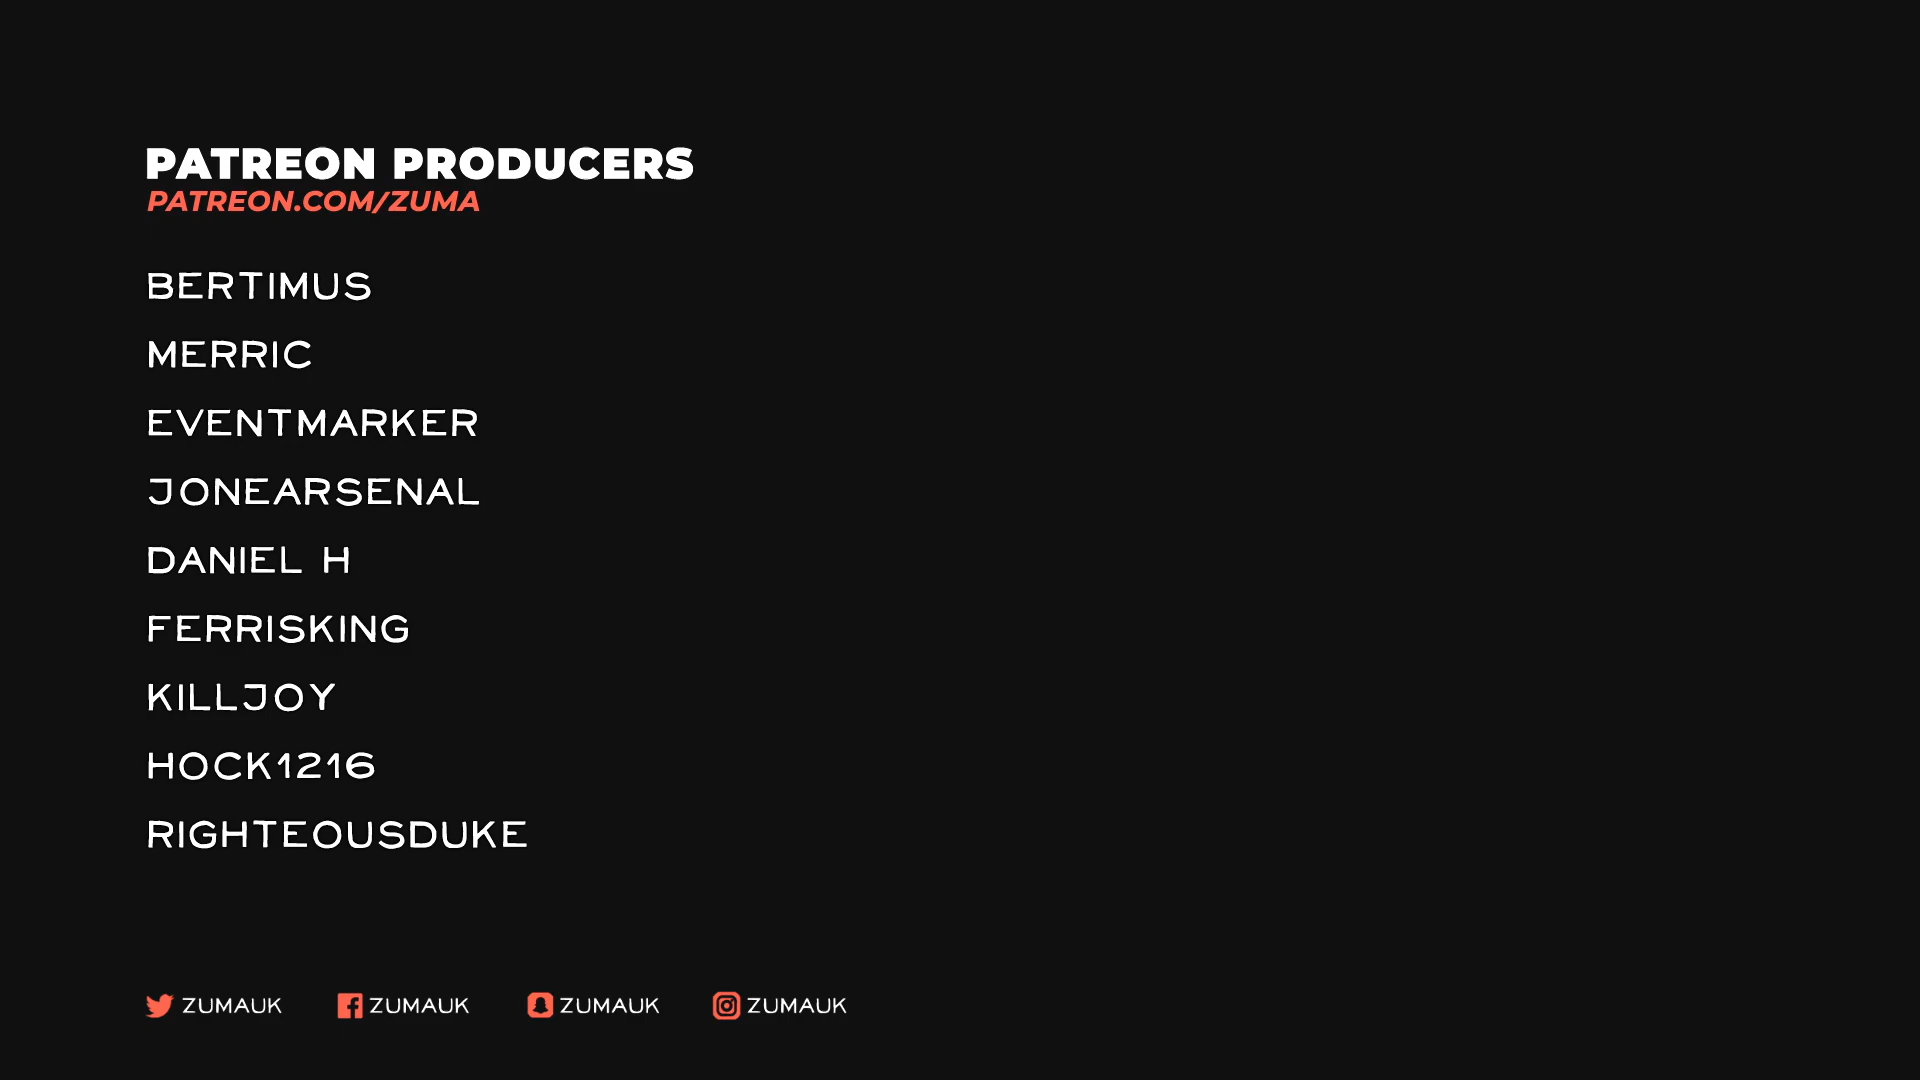 PATREON PRODUCERS
PATREON.COM/ZUMA
BERTIMUS
MERRIC
EVENTMARKER
JONEARSENAL
DANIEL H
FERRISKING
KILLJOY
HOCK1216
RIGHTEOUSDUKE
ZUMAUK ZUMAUK ZUMAUK ZUMAUK